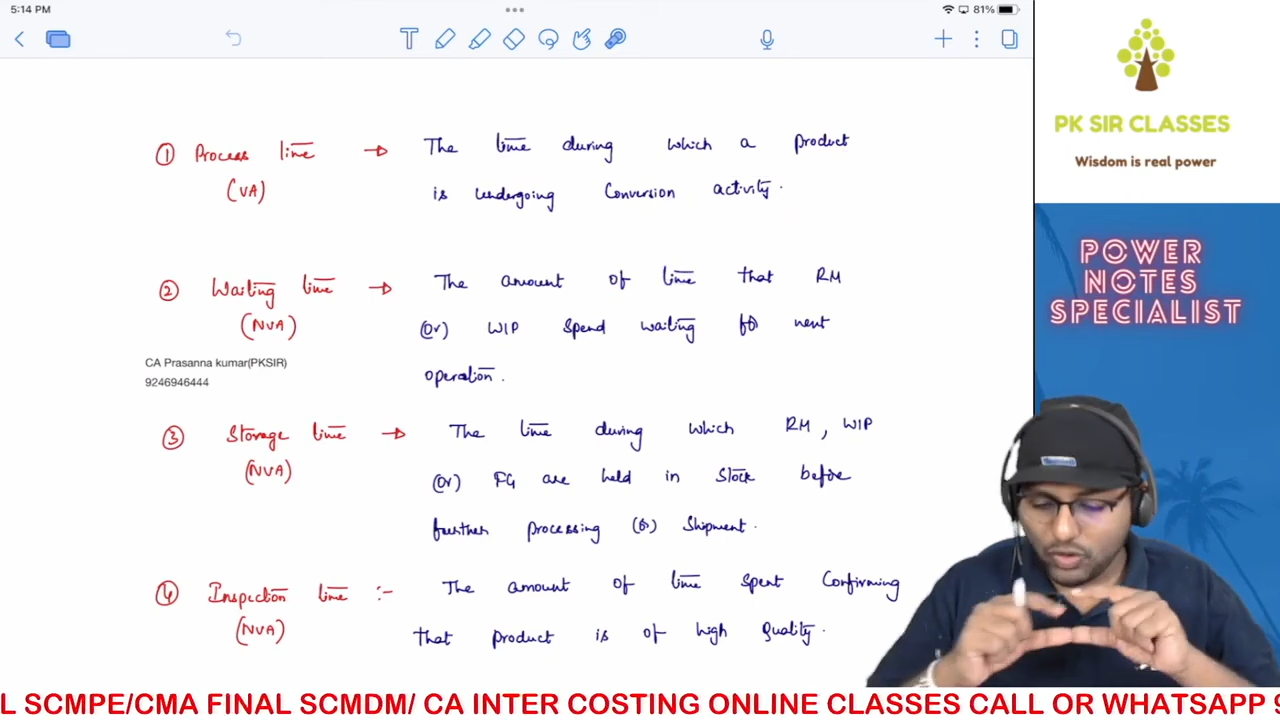 5:14 PM
81%
PK SIR CLASSES
Wisdom is real power
POWER
NOTES
SPECIALIST
① Process time → The time during which a product
(VA) is undergoing Conversion activity.
② Waiting time → The amount of time that RM
(NVA) (or) WIP Spend waiting for next
CA Prasanna kumar(PKSIR)
9246946444
operation.
③ Storage time → The time during which RM, WIP
(NVA) (or) FG are held in Stock before
further processing (or) Shipment.
④ Inspection time :- The amount of time Spent Confirming
(NVA) that product is of high Quality.
L SCMPE/CMA FINAL SCMDM/ CA INTER COSTING ONLINE CLASSES CALL OR WHATSAPP S